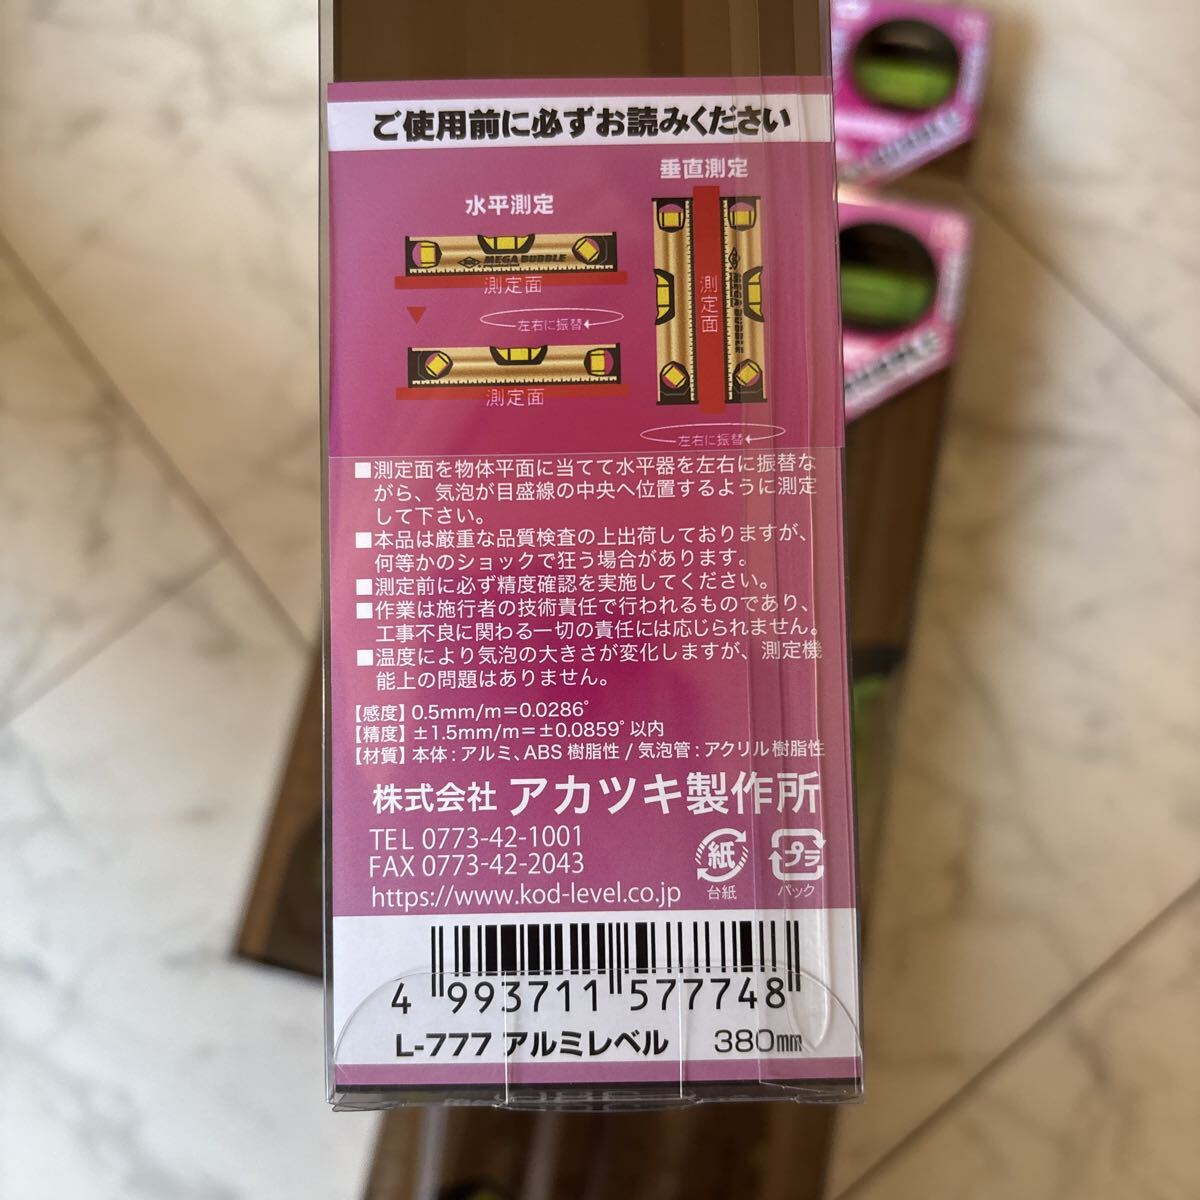 ご使用前に必ずお読みください
水平測定
垂直測定
MEGA BUBBLE
測定面
左右に振替
測定面
測定面
左右に振替
■測定面を物体平面に当てて水平器を左右に振替な
がら、気泡が目盛線の中央へ位置するように測定
して下さい。
■本品は厳重な品質検査の上出荷しておりますが、
何等かのショックで狂う場合があります。
■測定前に必ず精度確認を実施してください。
■作業は施行者の技術責任で行われるものであり、
工事不良に関わる一切の責任には応じられません。
■温度により気泡の大きさが変化しますが、測定機
能上の問題はありません。
【感度】0.5mm/m=0.0286°
【精度】±1.5mm/m=±0.0859°以内
【材質】本体:アルミ、ABS樹脂性/気泡管:アクリル樹脂性
株式会社 アカツキ製作所
TEL 0773-42-1001
FAX 0773-42-2043
https://www.kod-level.co.jp
紙
台紙
プラ
パック
4 993711 577748
L-777 アルミレベル 380mm